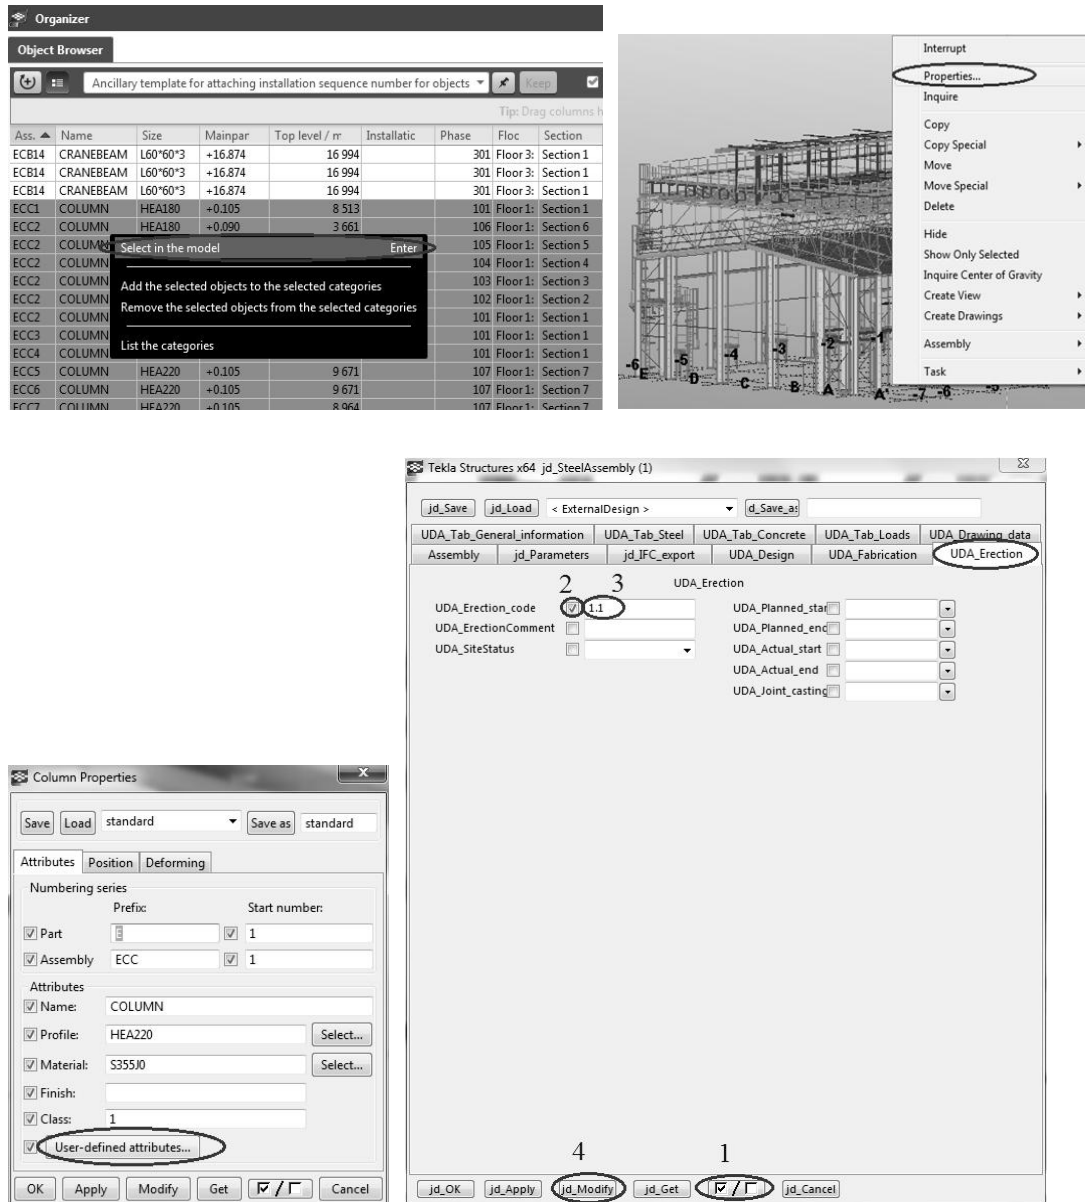 Organizer
Object Browser
Ancillary template for attaching installation sequence number for objects Keep
Tip: Drag columns h
Ass. Name Size Mainpar Top level / m Installatic Phase Floc Section
ECB14 CRANEBEAM L60*60*3 +16.874 16 994 301 Floor 3: Section 1
ECB14 CRANEBEAM L60*60*3 +16.874 16 994 301 Floor 3: Section 1
ECB14 CRANEBEAM L60*60*3 +16.874 16 994 301 Floor 3: Section 1
ECC1 COLUMN HEA180 +0.105 8 513 101 Floor 1: Section 1
ECC2 COLUMN HEA180 +0.090 3 661 106 Floor 1: Section 6
ECC2 COLUMN 105 Floor 1: Section 5
ECC2 COLUMN 104 Floor 1: Section 4
ECC2 COLUMN 103 Floor 1: Section 3
ECC2 COLUMN 102 Floor 1: Section 2
ECC2 COLUMN 101 Floor 1: Section 1
ECC3 COLUMN 101 Floor 1: Section 1
ECC4 COLUMN 101 Floor 1: Section 1
ECC5 COLUMN HEA220 +0.105 9 671 107 Floor 1: Section 7
ECC6 COLUMN HEA220 +0.105 9 671 107 Floor 1: Section 7
ECC7 COLUMN HEA220 +0.105 8 964 107 Floor 1: Section 7
Select in the model Enter
Add the selected objects to the selected categories
Remove the selected objects from the selected categories
List the categories
Interrupt
Properties...
Inquire
Copy
Copy Special
Move
Move Special
Delete
Hide
Show Only Selected
Inquire Center of Gravity
Create View
Create Drawings
Assembly
Task
-6 E -5 D -4 C -3 B -2 A -1 A' -7 -6 -5
Tekla Structures x64 jd_SteelAssembly (1)
jd_Save jd_Load < ExternalDesign > d_Save_as
UDA_Tab_General_information UDA_Tab_Steel UDA_Tab_Concrete UDA_Tab_Loads UDA_Drawing_data
Assembly jd_Parameters jd_IFC_export UDA_Design UDA_Fabrication UDA_Erection
2 3 UDA_Erection
UDA_Erection_code 1.1 UDA_Planned_star
UDA_ErectionComment UDA_Planned_end
UDA_SiteStatus UDA_Actual_start
UDA_Actual_end
UDA_Joint_casting
4 1
jd_OK jd_Apply jd_Modify jd_Get / jd_Cancel
Column Properties
Save Load standard Save as standard
Attributes Position Deforming
Numbering series
Prefix: Start number:
Part E 1
Assembly ECC 1
Attributes
Name: COLUMN
Profile: HEA220 Select...
Material: S355J0 Select...
Finish:
Class: 1
User-defined attributes...
OK Apply Modify Get / Cancel